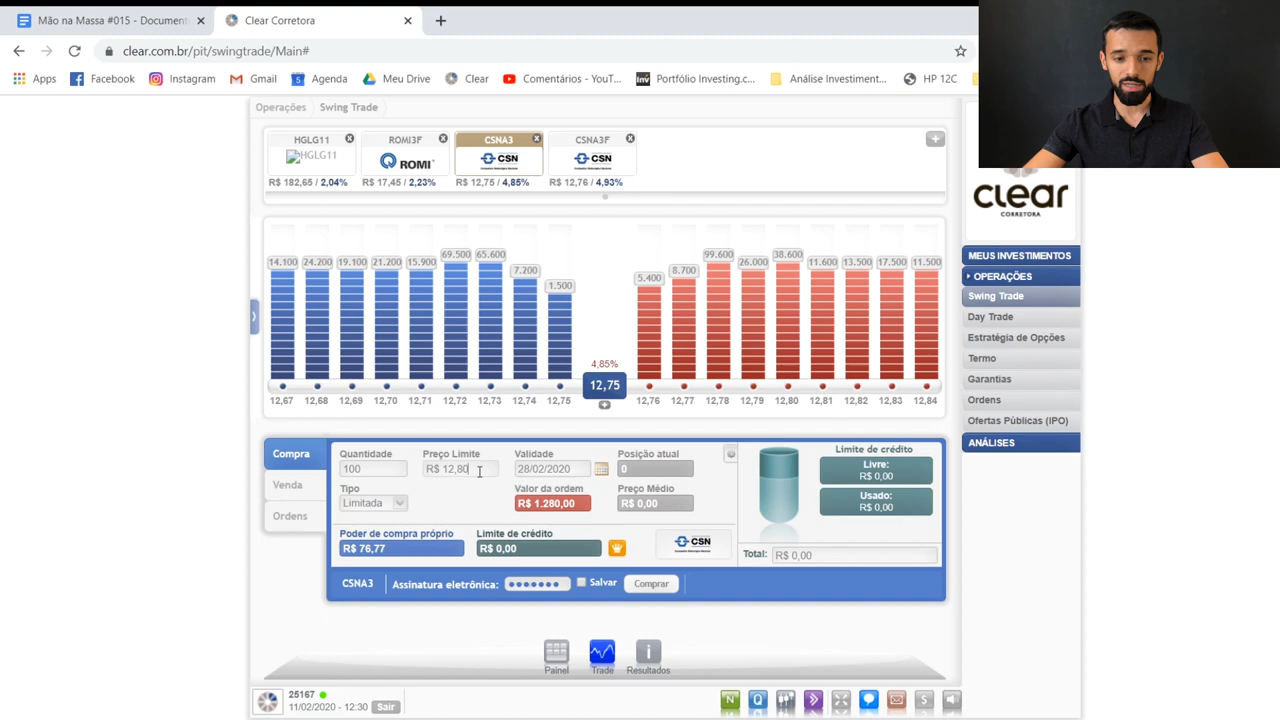 Mão na Massa #015 - Document
Clear Corretora
clear.com.br/pit/swingtrade/Main#
Apps Facebook Instagram Gmail Agenda Meu Drive Clear Comentários - YouT... Portfólio Investing.c... Análise Investiment... HP 12C
Operações Swing Trade
HGLG11 ROMI3F CSNA3 CSNA3F
HGLG11 ROMI CSN CSN
R$ 182,65 / 2,04% R$ 17,45 / 2,23% R$ 12,75 / 4,85% R$ 12,76 / 4,93%
clear
CORRETORA
14.100 24.200 19.100 21.200 15.900 69.500 65.600 7.200 1.500 5.400 8.700 99.600 26.000 38.600 11.600 13.500 17.500 11.500
4,85%
12,75
12,67 12,68 12,69 12,70 12,71 12,72 12,73 12,74 12,75 12,76 12,77 12,78 12,79 12,80 12,81 12,82 12,83 12,84
MEUS INVESTIMENTOS
OPERAÇÕES
Swing Trade
Day Trade
Estratégia de Opções
Termo
Garantias
Ordens
Ofertas Públicas (IPO)
ANÁLISES
Compra
Venda
Ordens
Quantidade Preço Limite Validade Posição atual
100 R$ 12,80 28/02/2020 0
Tipo Valor da ordem Preço Médio
Limitada R$ 1.280,00 R$ 0,00
Poder de compra próprio Limite de crédito
R$ 76,77 R$ 0,00 CSN
Limite de crédito
Livre:
R$ 0,00
Usado:
R$ 0,00
Total: R$ 0,00
CSNA3 Assinatura eletrônica: Salvar Comprar
Painel Trade Resultados
25167
11/02/2020 - 12:30 Sair
N Q S